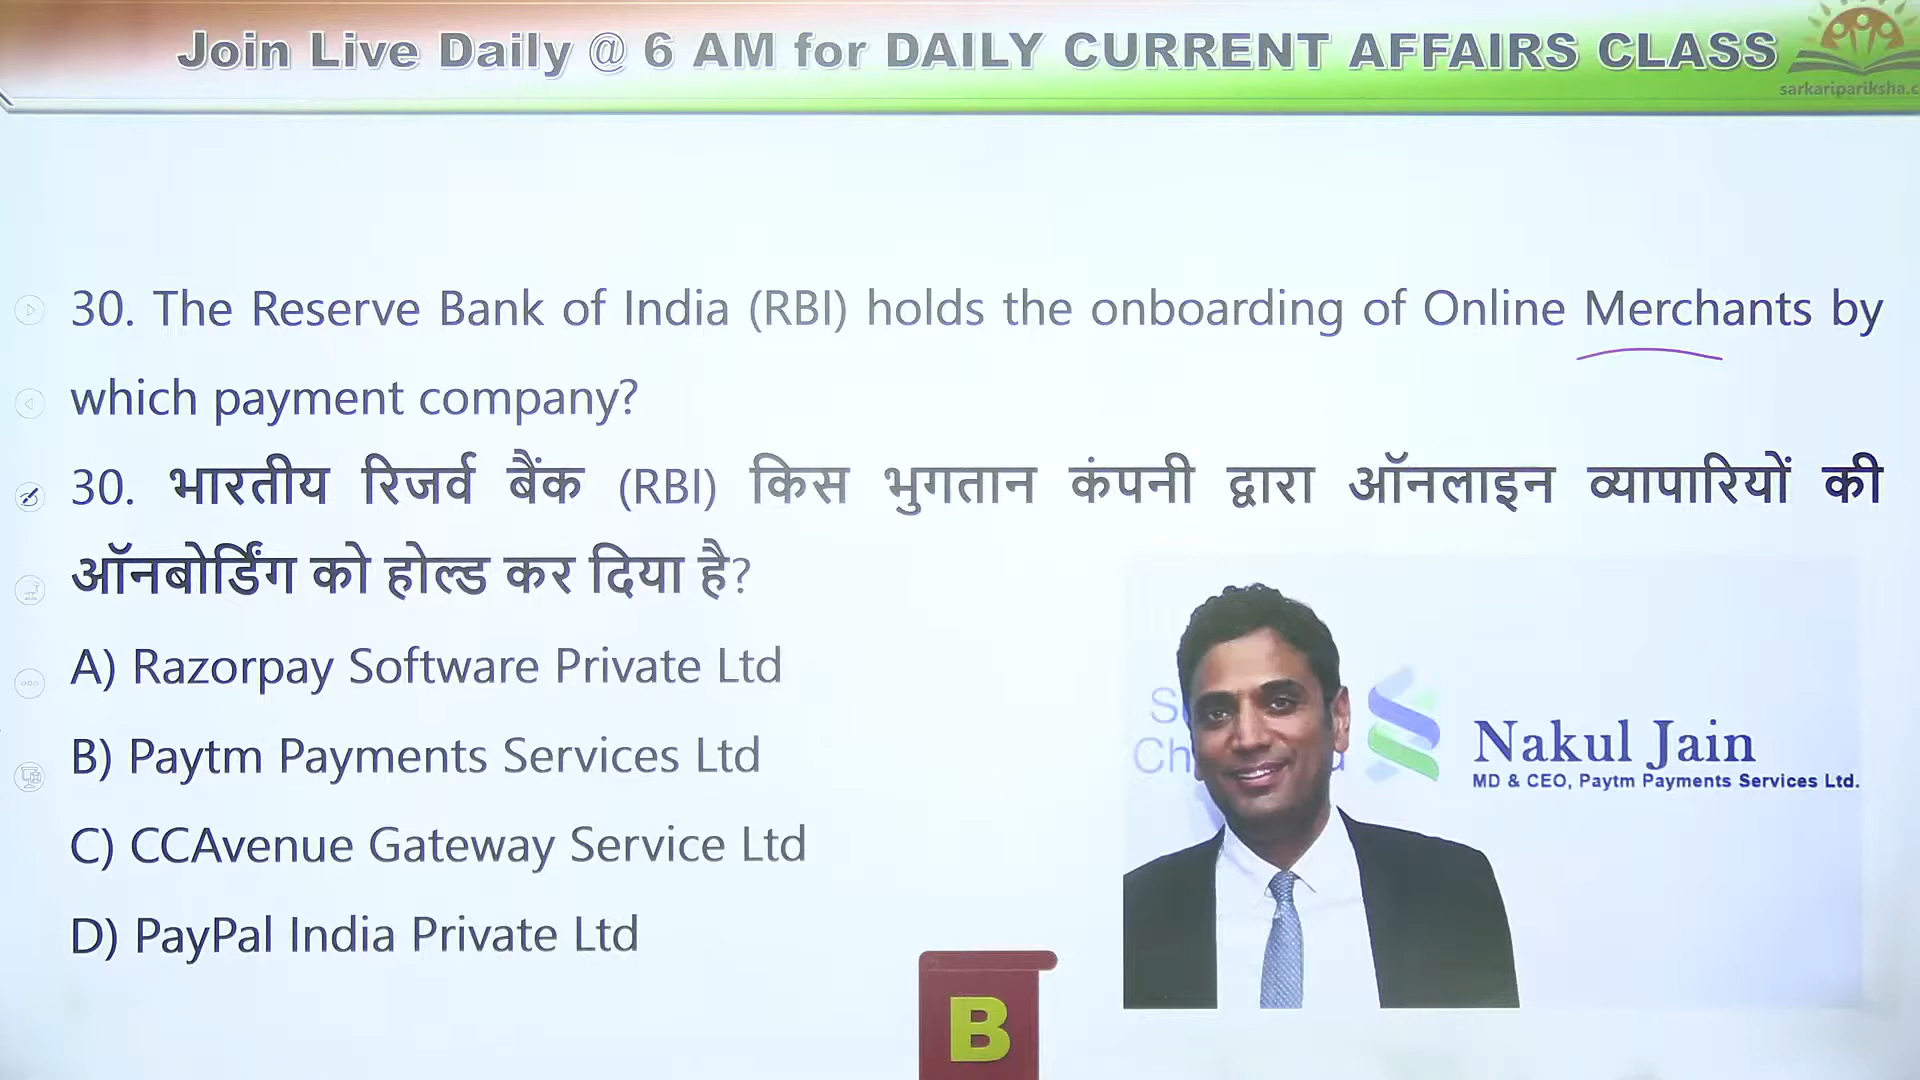 Join Live Daily @ 6 AM for DAILY CURRENT AFFAIRS CLASS
30. The Reserve Bank of India (RBI) holds the onboarding of Online Merchants by
which payment company?
30. भारतीय रिजर्व बैंक (RBI) किस भुगतान कंपनी द्वारा ऑनलाइन व्यापारियों की
ऑनबोर्डिंग को होल्ड कर दिया है?
A) Razorpay Software Private Ltd
B) Paytm Payments Services Ltd
C) CCAvenue Gateway Service Ltd
D) PayPal India Private Ltd
Nakul Jain
MD & CEO, Paytm Payments Services Ltd.
B